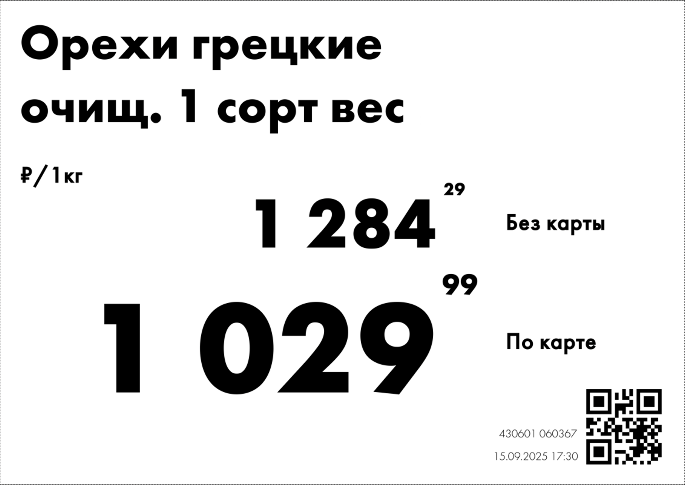 Орехи грецкие
очищ. 1 сорт вес
₽/1кг
1 284 29 Без карты
1 029 99 По карте
430601 060367
15.09.2025 17:30